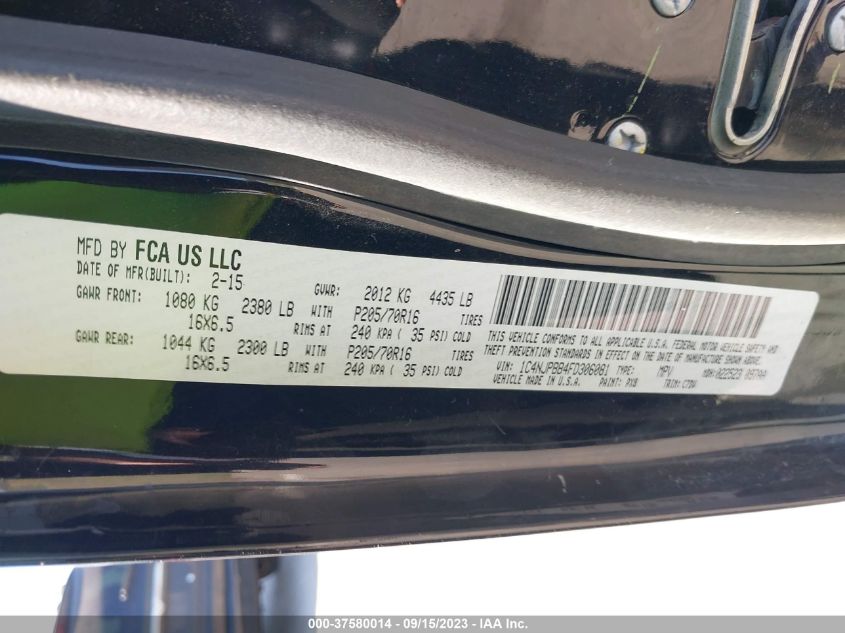 MFD BY FCA US LLC
DATE OF MFR(BUILT): 2-15 GVWR: 2012 KG 4435 LB
GAWR FRONT: 1080 KG 2380 LB WITH P205/70R16 TIRES
16X6.5 RIMS AT 240 KPA ( 35 PSI) COLD
GAWR REAR: 1044 KG 2300 LB WITH P205/70R16 TIRES
16X6.5 RIMS AT 240 KPA ( 35 PSI) COLD
THIS VEHICLE CONFORMS TO ALL APPLICABLE U.S.A. FEDERAL MOTOR VEHICLE SAFETY AND
THEFT PREVENTION STANDARDS IN EFFECT ON THE DATE OF MANUFACTURE SHOWN ABOVE.
VIN: 1C4NJPBB4FD306081 TYPE: MPV MDH:022523 097AA
VEHICLE MADE IN U.S.A. PAINT: PX8 TRIM: C7DV
000-37580014 - 09/15/2023 - IAA Inc.